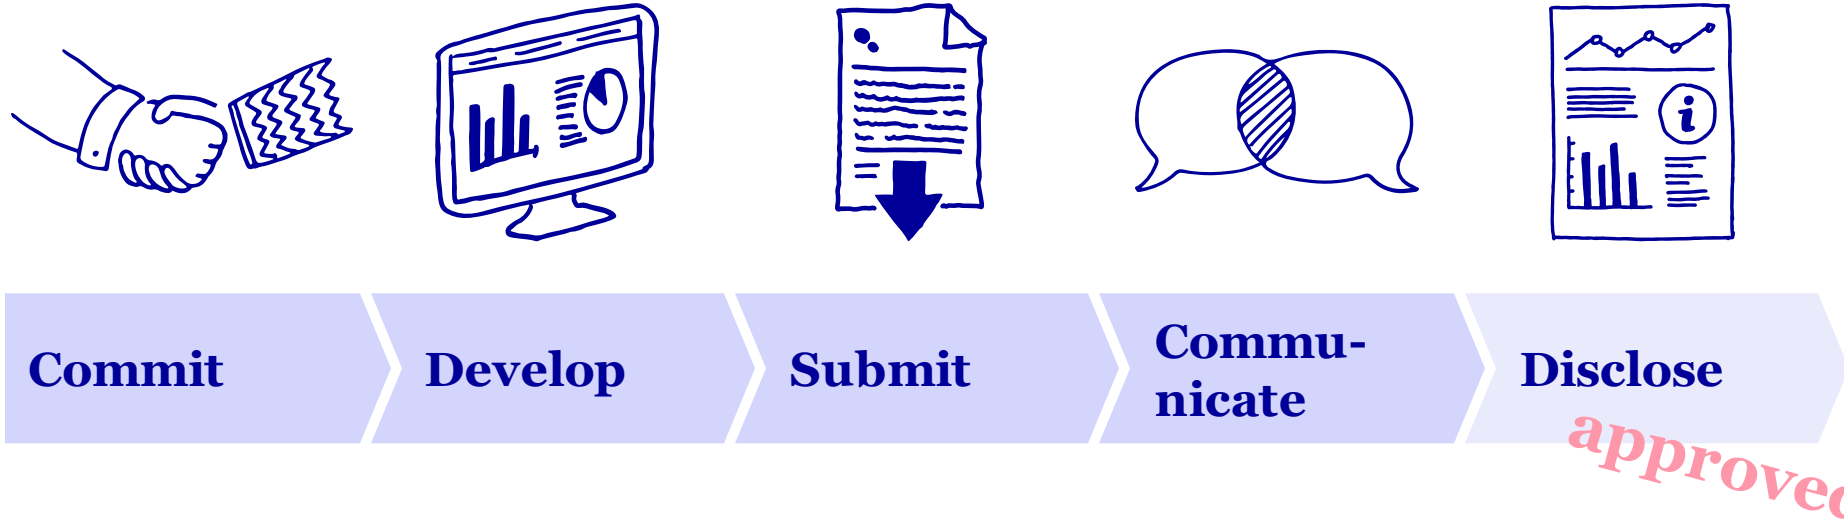 Commit
Develop
Submit
Commu-
nicate
Disclose
approved